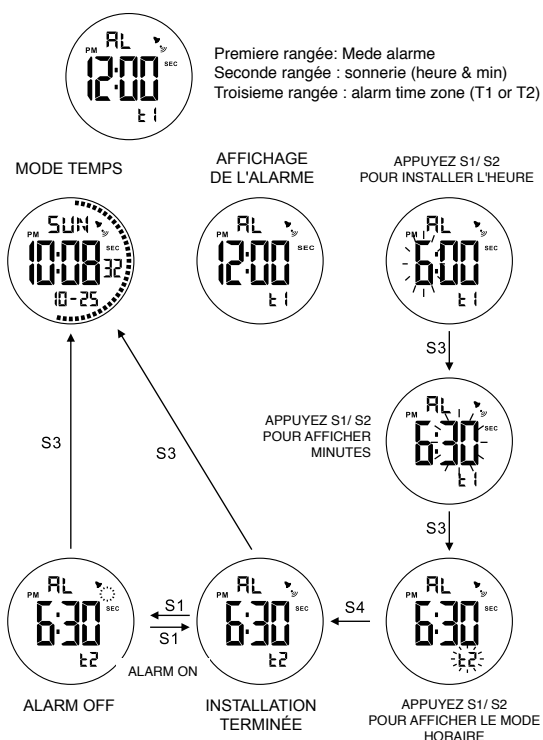 AL
PM 12:00 SEC
t1
Premiere rangée: Mede alarme
Seconde rangée : sonnerie (heure & min)
Troisieme rangée : alarm time zone (T1 or T2)
MODE TEMPS
SUN
PM 10:08 SEC 32
10-25
AFFICHAGE
DE L'ALARME
AL
PM 12:00 SEC
t1
APPUYEZ S1/ S2
POUR INSTALLER L'HEURE
AL
PM 6:00 SEC
t1
S3
APPUYEZ S1/ S2
POUR AFFICHER
MINUTES
AL
PM 6:30 SEC
t1
S3
S3
S3
AL
PM 6:30 SEC
t2
ALARM OFF
S1
S1
ALARM ON
AL
PM 6:30 SEC
t2
INSTALLATION
TERMINÉE
S4
AL
PM 6:30 SEC
t2
APPUYEZ S1/ S2
POUR AFFICHER LE MODE
HORAIRE